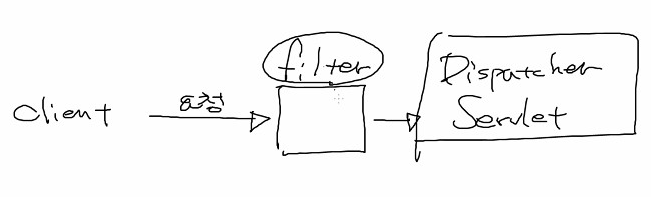 client
요청
filter
Dispatcher
Servlet